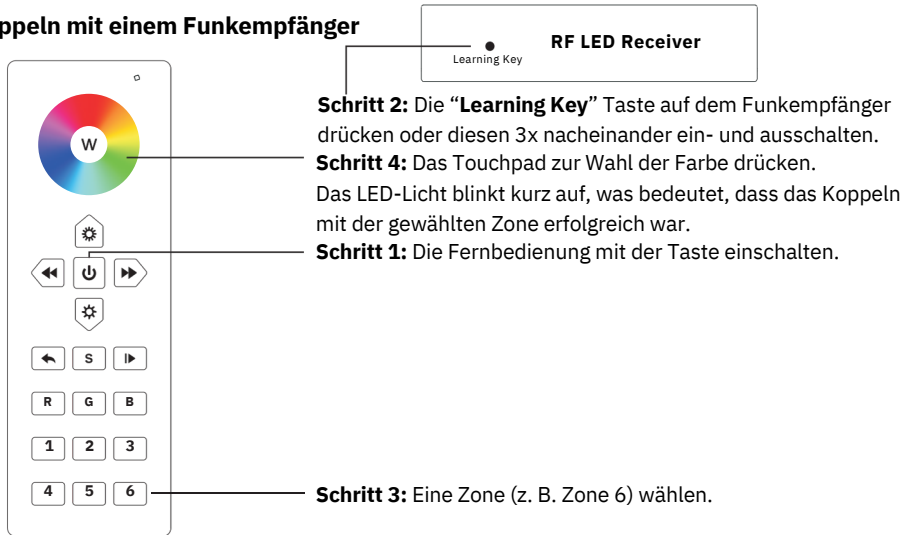 ppeln mit einem Funkempfänger
RF LED Receiver
Learning Key
Schritt 2: Die “Learning Key” Taste auf dem Funkempfänger
drücken oder diesen 3x nacheinander ein- und ausschalten.
Schritt 4: Das Touchpad zur Wahl der Farbe drücken.
Das LED-Licht blinkt kurz auf, was bedeutet, dass das Koppeln
mit der gewählten Zone erfolgreich war.
Schritt 1: Die Fernbedienung mit der Taste einschalten.
W
S
R G B
1 2 3
4 5 6
Schritt 3: Eine Zone (z. B. Zone 6) wählen.